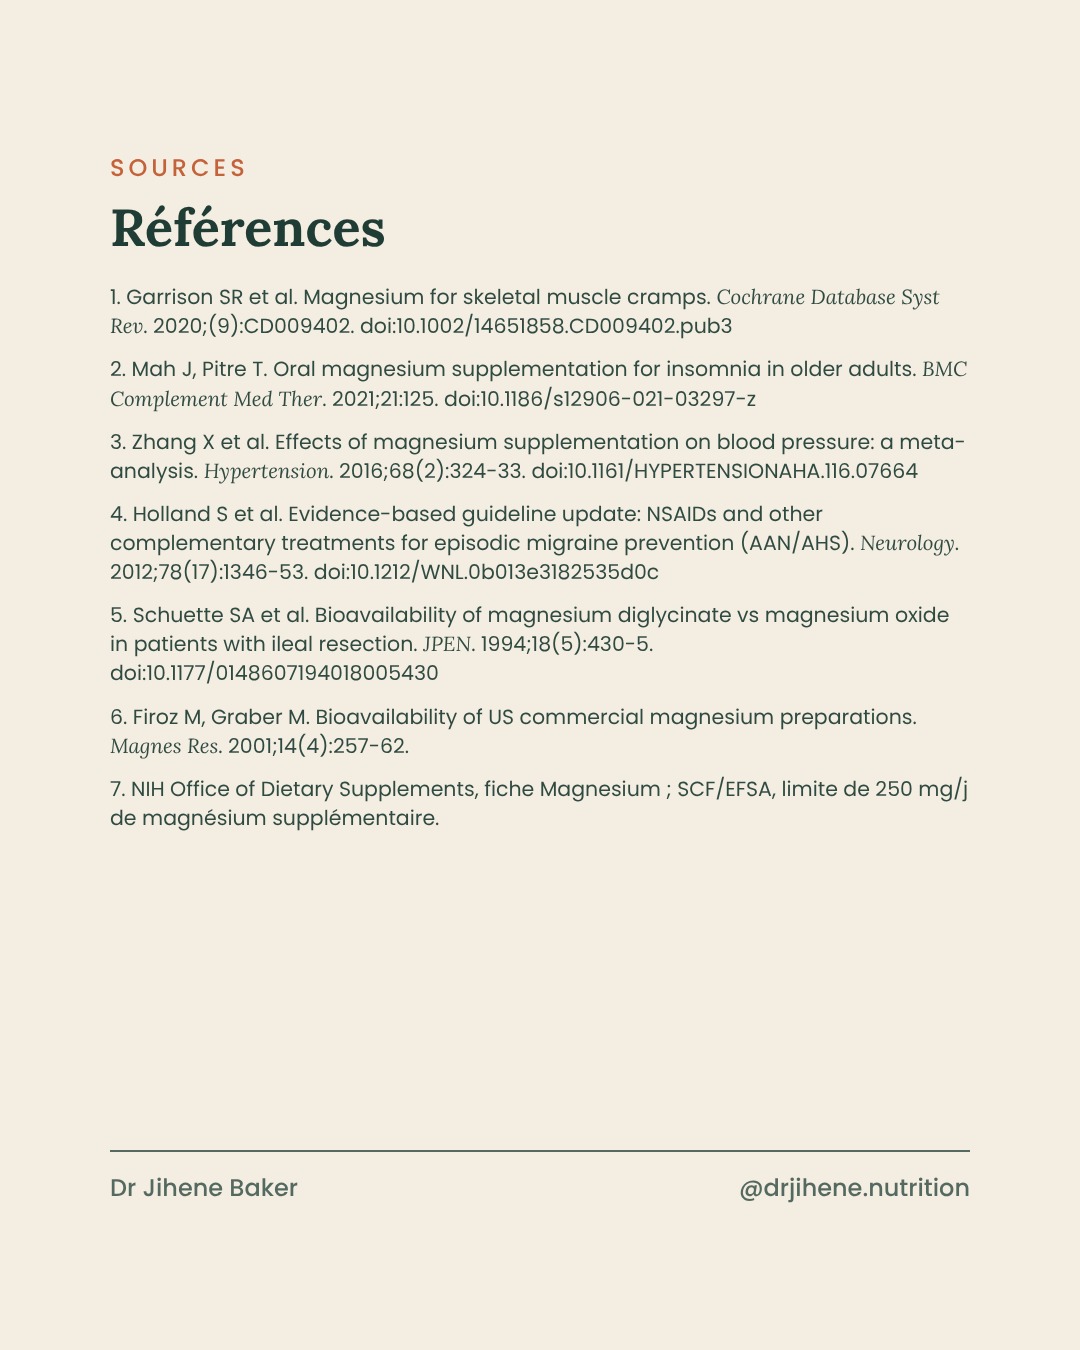 SOURCES
Références
1. Garrison SR et al. Magnesium for skeletal muscle cramps. Cochrane Database Syst
Rev. 2020;(9):CD009402. doi:10.1002/14651858.CD009402.pub3
2. Mah J, Pitre T. Oral magnesium supplementation for insomnia in older adults. BMC
Complement Med Ther. 2021;21:125. doi:10.1186/s12906-021-03297-z
3. Zhang X et al. Effects of magnesium supplementation on blood pressure: a meta-
analysis. Hypertension. 2016;68(2):324-33. doi:10.1161/HYPERTENSIONAHA.116.07664
4. Holland S et al. Evidence-based guideline update: NSAIDs and other
complementary treatments for episodic migraine prevention (AAN/AHS). Neurology.
2012;78(17):1346-53. doi:10.1212/WNL.0b013e3182535d0c
5. Schuette SA et al. Bioavailability of magnesium diglycinate vs magnesium oxide
in patients with ileal resection. JPEN. 1994;18(5):430-5.
doi:10.1177/0148607194018005430
6. Firoz M, Graber M. Bioavailability of US commercial magnesium preparations.
Magnes Res. 2001;14(4):257-62.
7. NIH Office of Dietary Supplements, fiche Magnesium ; SCF/EFSA, limite de 250 mg/j
de magnésium supplémentaire.
Dr Jihene Baker
@drjihene.nutrition